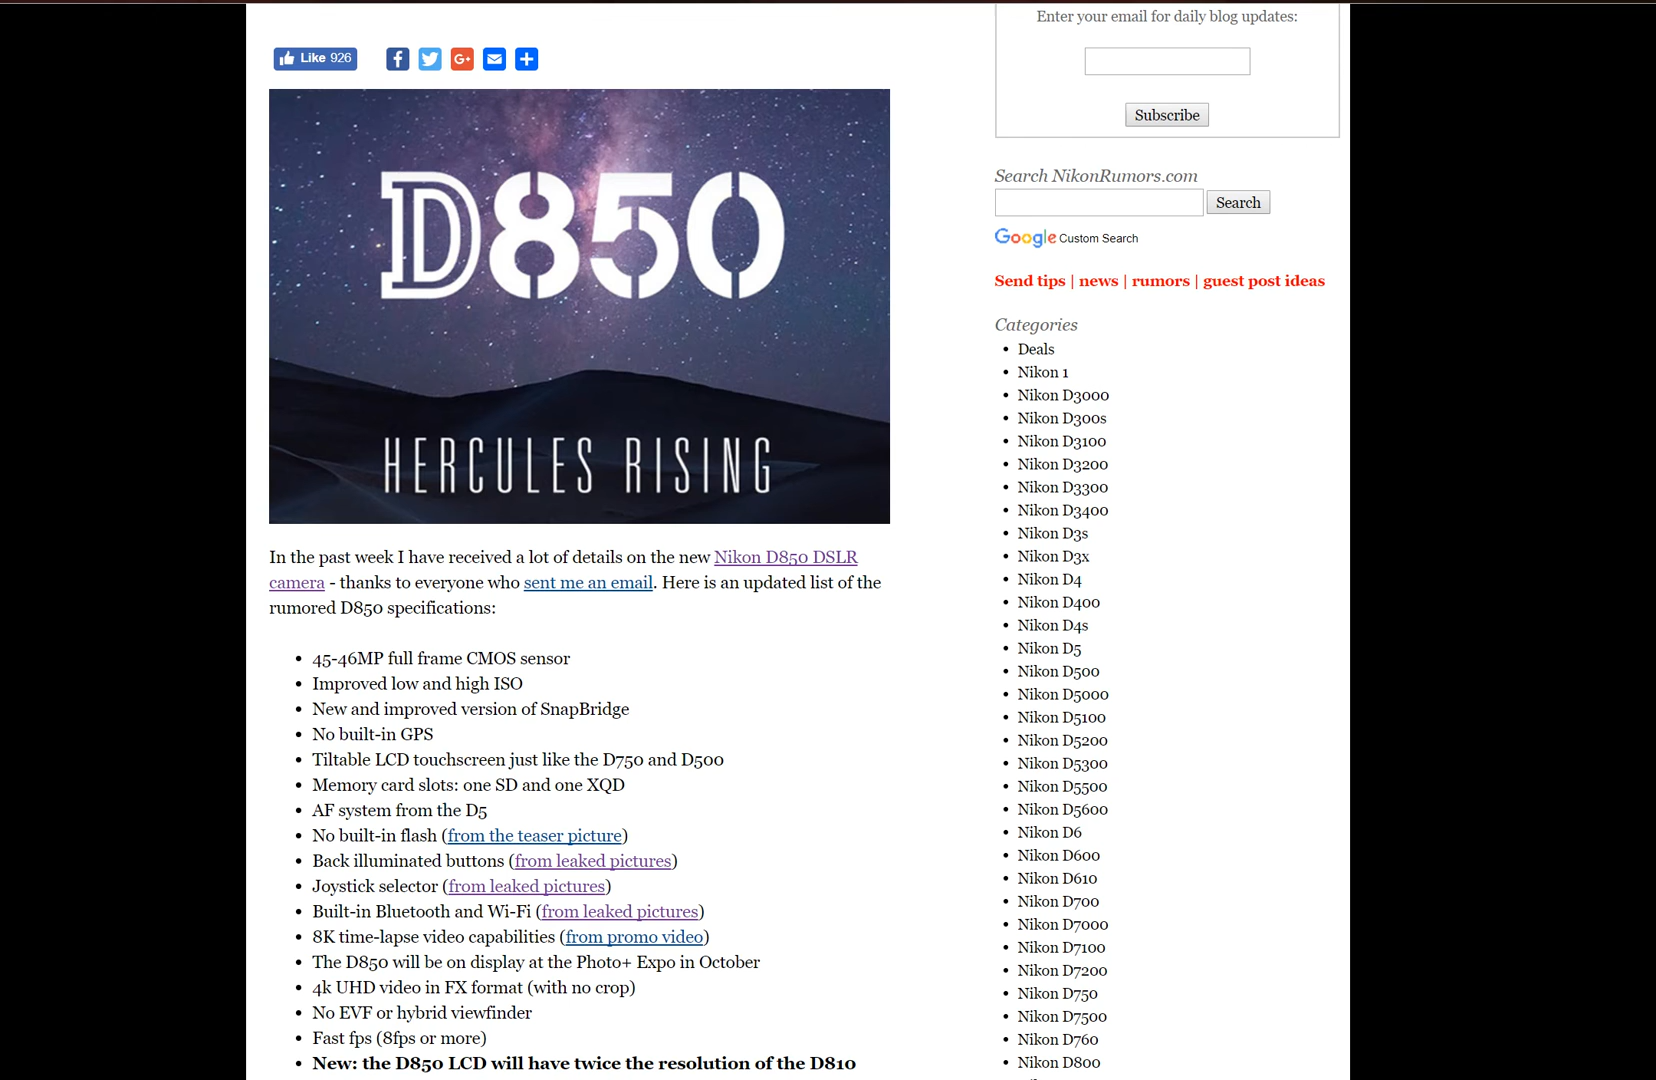 Like 926
D850
HERCULES RISING
In the past week I have received a lot of details on the new Nikon D850 DSLR
camera - thanks to everyone who sent me an email. Here is an updated list of the
rumored D850 specifications:
45-46MP full frame CMOS sensor
Improved low and high ISO
New and improved version of SnapBridge
No built-in GPS
Tiltable LCD touchscreen just like the D750 and D500
Memory card slots: one SD and one XQD
AF system from the D5
No built-in flash (from the teaser picture)
Back illuminated buttons (from leaked pictures)
Joystick selector (from leaked pictures)
Built-in Bluetooth and Wi-Fi (from leaked pictures)
8K time-lapse video capabilities (from promo video)
The D850 will be on display at the Photo+ Expo in October
4k UHD video in FX format (with no crop)
No EVF or hybrid viewfinder
Fast fps (8fps or more)
New: the D850 LCD will have twice the resolution of the D810
Enter your email for daily blog updates:
Subscribe
Search NikonRumors.com
Search
Google Custom Search
Send tips | news | rumors | guest post ideas
Categories
Deals
Nikon 1
Nikon D3000
Nikon D300s
Nikon D3100
Nikon D3200
Nikon D3300
Nikon D3400
Nikon D3s
Nikon D3x
Nikon D4
Nikon D400
Nikon D4s
Nikon D5
Nikon D500
Nikon D5000
Nikon D5100
Nikon D5200
Nikon D5300
Nikon D5500
Nikon D5600
Nikon D6
Nikon D600
Nikon D610
Nikon D700
Nikon D7000
Nikon D7100
Nikon D7200
Nikon D750
Nikon D7500
Nikon D760
Nikon D800